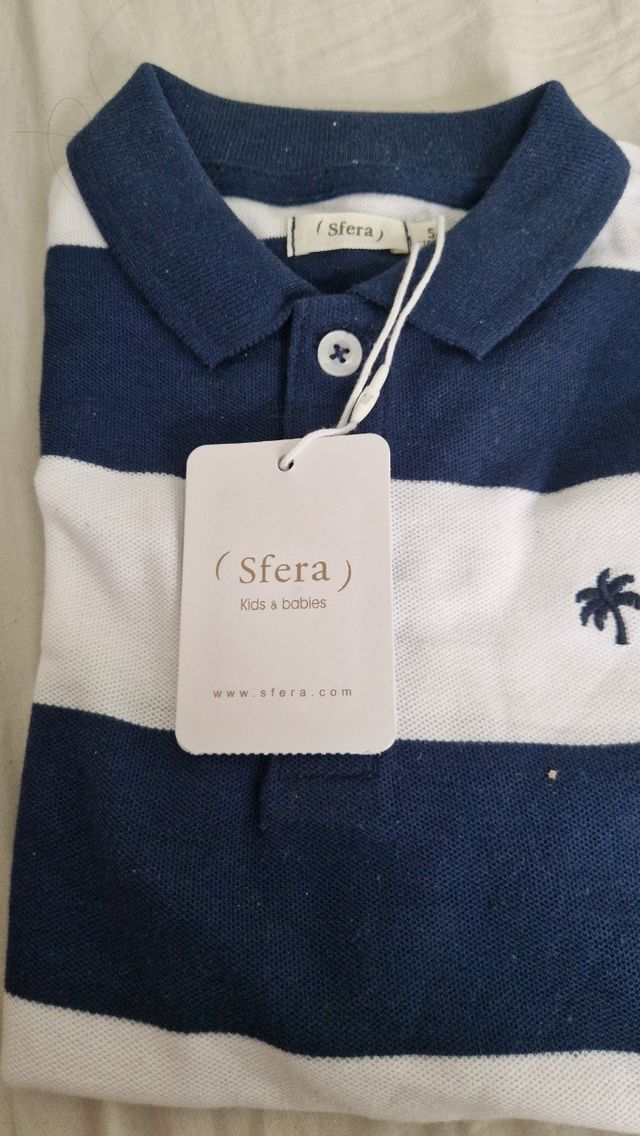 ( Sfera )
( Sfera )
Kids & babies
www.sfera.com